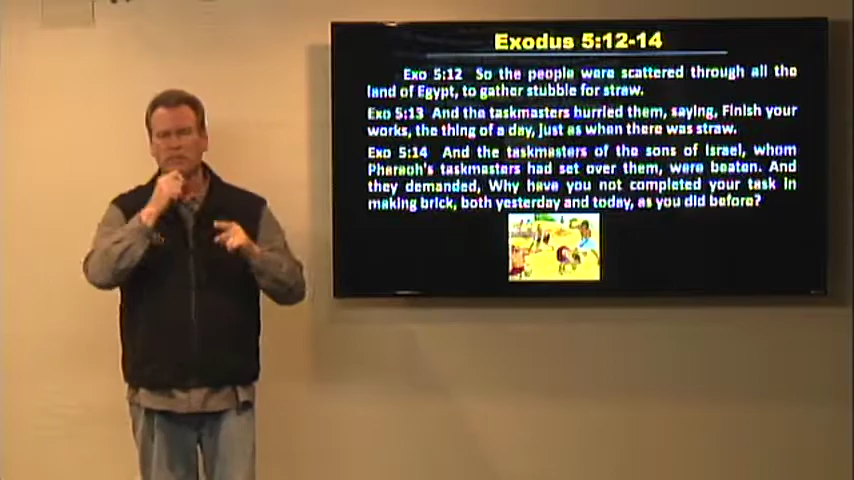 Exodus 5:12-14
Exo 5:12 So the people were scattered through all the
land of Egypt, to gather stubble for straw.
Exo 5:13 And the taskmasters hurried them, saying, Finish your
works, the thing of a day, just as when there was straw.
Exo 5:14 And the taskmasters of the sons of Israel, whom
Pharaoh's taskmasters had set over them, were beaten. And
they demanded, Why have you not completed your task in
making brick, both yesterday and today, as you did before?